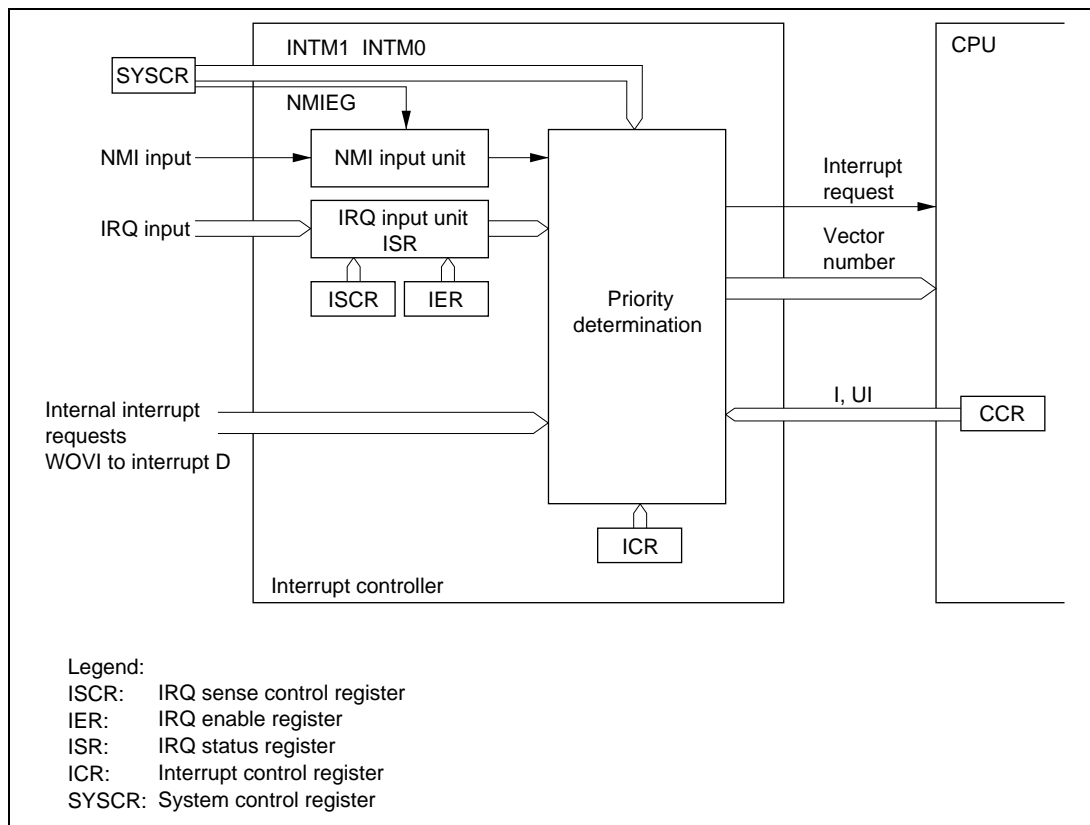 INTM1 INTM0
CPU
SYSCR
NMIEG
NMI input
NMI input unit
IRQ input
IRQ input unit
ISR
ISCR
IER
Priority
determination
Interrupt
request
Vector
number
I, UI
CCR
Internal interrupt
requests
WOVI to interrupt D
ICR
Interrupt controller
Legend:
ISCR: IRQ sense control register
IER: IRQ enable register
ISR: IRQ status register
ICR: Interrupt control register
SYSCR: System control register